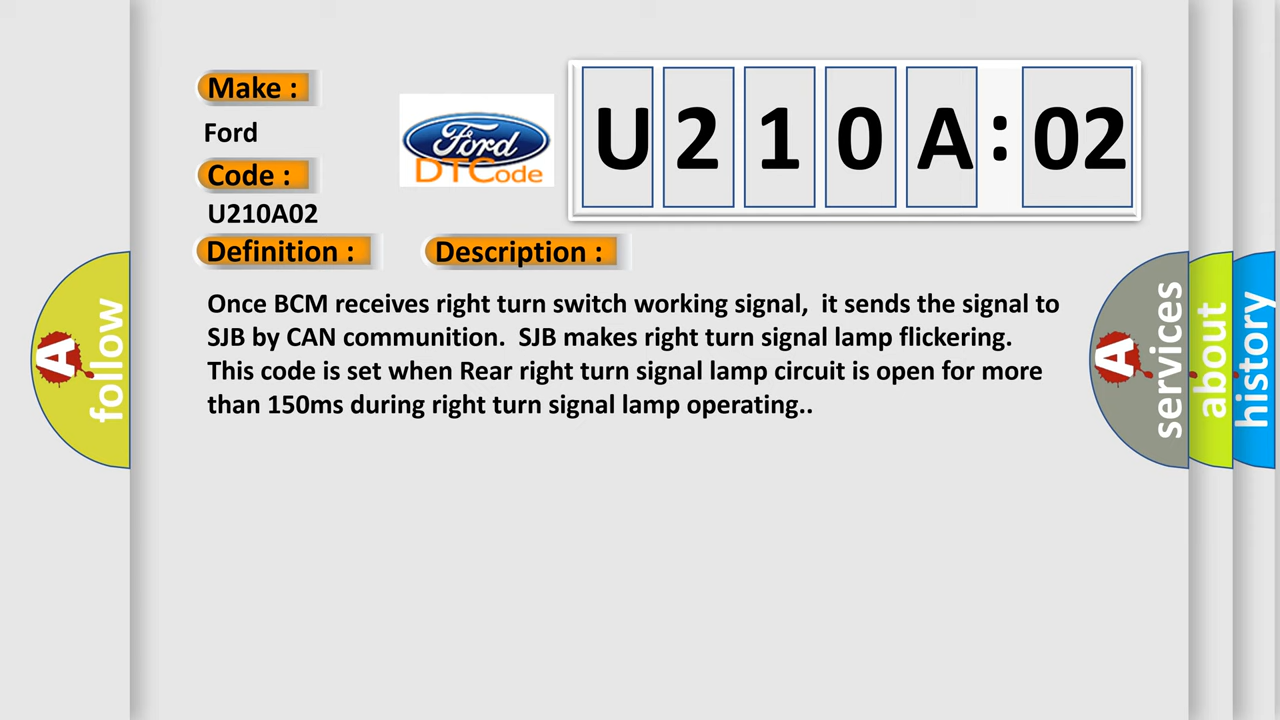 Make :
Ford
Code :
U210A02
Definition :
Description :
Ford
DTCode
U210A:02
Once BCM receives right turn switch working signal, it sends the signal to
SJB by CAN communition SJB makes right turn signal lamp flickering.
This code is set when Rear right turn signal lamp circuit is open for more
than 150ms during right turn signal lamp operating..
A follow
A services
about
history